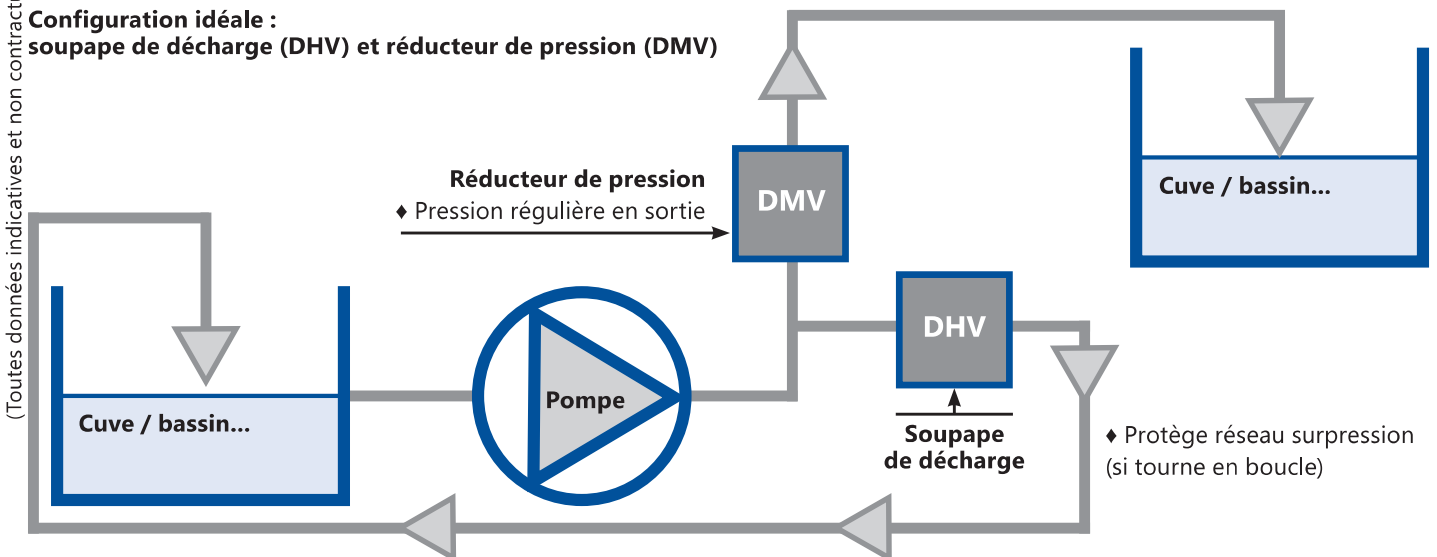 Configuration idéale :
soupape de décharge (DHV) et réducteur de pression (DMV)
(Toutes données indicatives et non
Réducteur de pression
♦ Pression régulière en sortie
DMV
Cuve / bassin...
DHV
Pompe
Cuve / bassin...
Soupape
de décharge
♦ Protège réseau surpression
(si tourne en boucle)